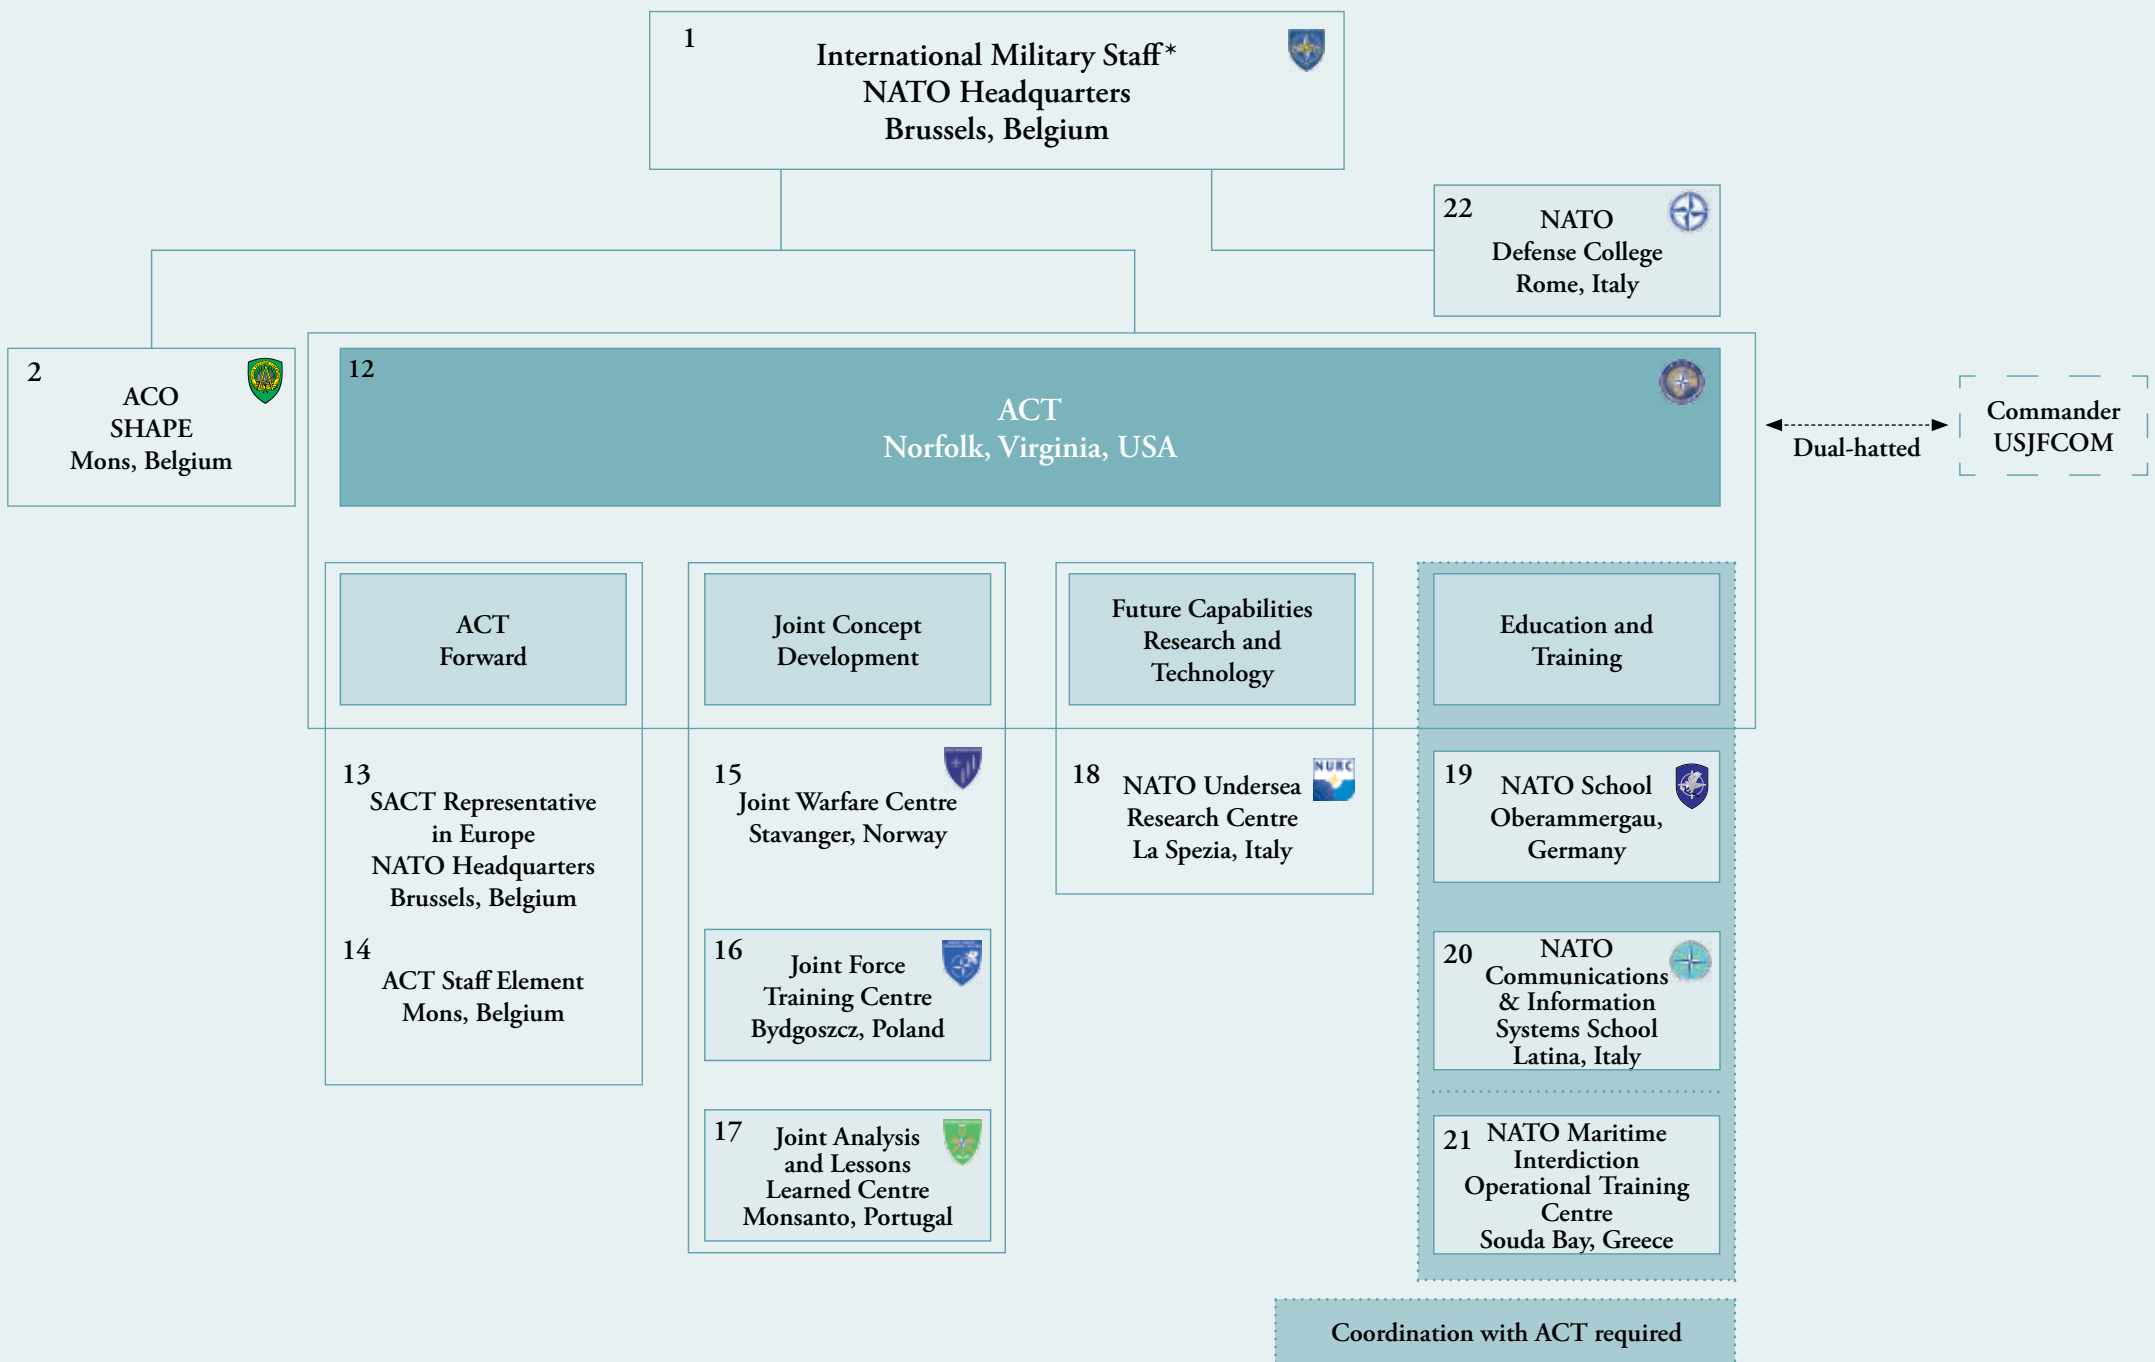 1
International Military Staff*
NATO Headquarters
Brussels, Belgium
22
NATO
Defense College
Rome, Italy
2
ACO
SHAPE
Mons, Belgium
12
ACT
Norfolk, Virginia, USA
Dual-hatted
Commander
USJFCOM
ACT
Forward
Joint Concept
Development
Future Capabilities
Research and
Technology
Education and
Training
13
SACT Representative
in Europe
NATO Headquarters
Brussels, Belgium
14
ACT Staff Element
Mons, Belgium
15
Joint Warfare Centre
Stavanger, Norway
16
Joint Force
Training Centre
Bydgoszcz, Poland
17
Joint Analysis
and Lessons
Learned Centre
Monsanto, Portugal
18
NURC
NATO Undersea
Research Centre
La Spezia, Italy
19
NATO School
Oberammergau,
Germany
20
NATO
Communications
& Information
Systems School
Latina, Italy
21
NATO Maritime
Interdiction
Operational Training
Centre
Souda Bay, Greece
Coordination with ACT required